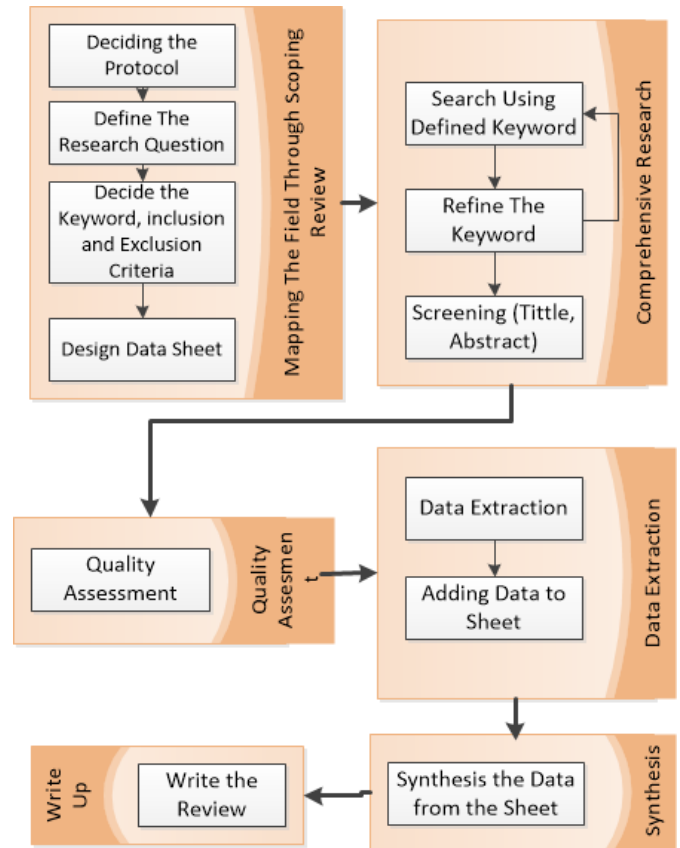 Deciding the
Protocol
Define The
Research Question
Decide the
Keyword, inclusion
and Exclusion
Criteria
Design Data Sheet
Mapping The Field Through Scoping
Review
Search Using
Defined Keyword
Refine The
Keyword
Screening (Tittle,
Abstract)
Comprehensive Research
Quality
Assessment
Quality
Assesmen
t
Data Extraction
Adding Data to
Sheet
Data Extraction
Write
Up
Write the
Review
Synthesis the Data
from the Sheet
Synthesis